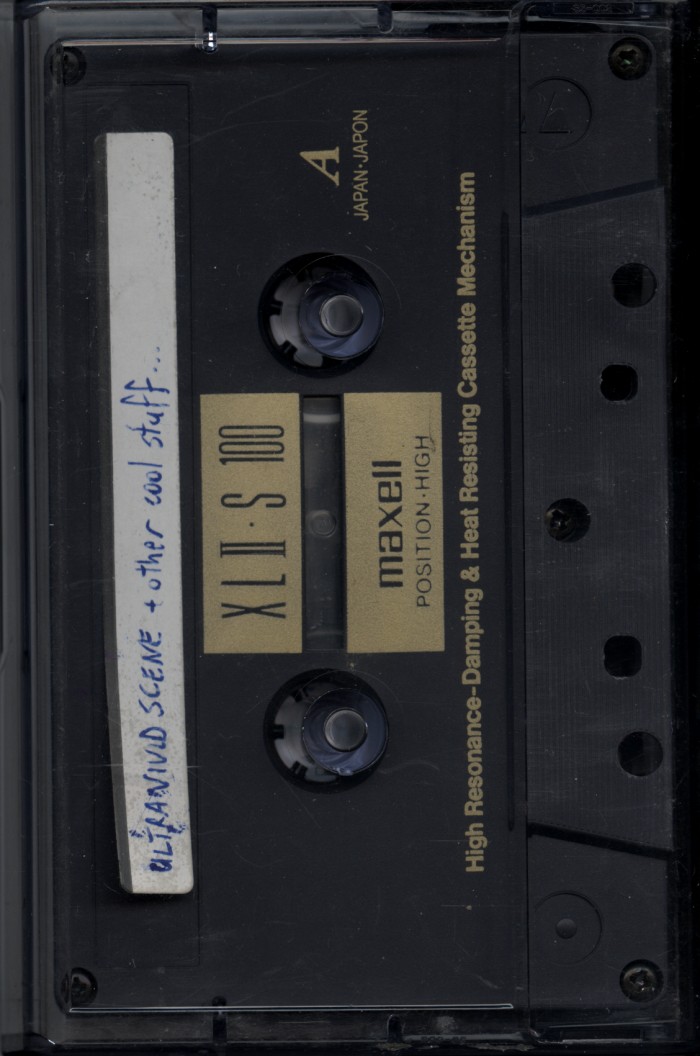 ULTRAVIVID SCENE + other cool stuff...
A
JAPAN·JAPON
XLII·S 100
maxell
POSITION·HIGH
High Resonance-Damping & Heat Resisting Cassette Mechanism